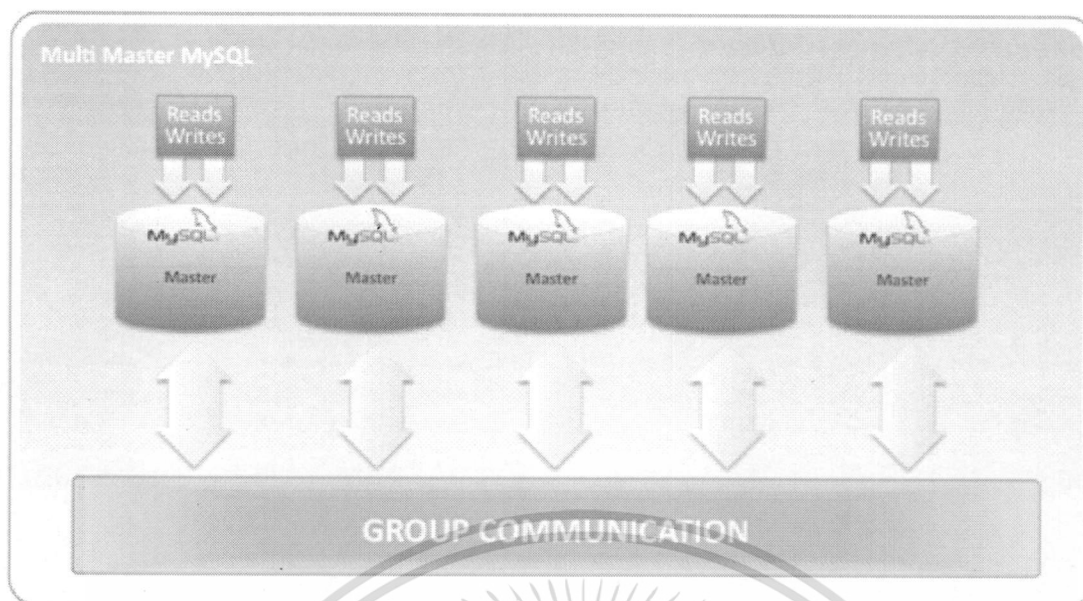 Multi Master MySQL
Reads
Writes
Reads
Writes
Reads
Writes
Reads
Writes
Reads
Writes
MySQL
Master
MySQL
Master
MySQL
Master
MySQL
Master
MySQL
Master
GROUP COMMUNICATION